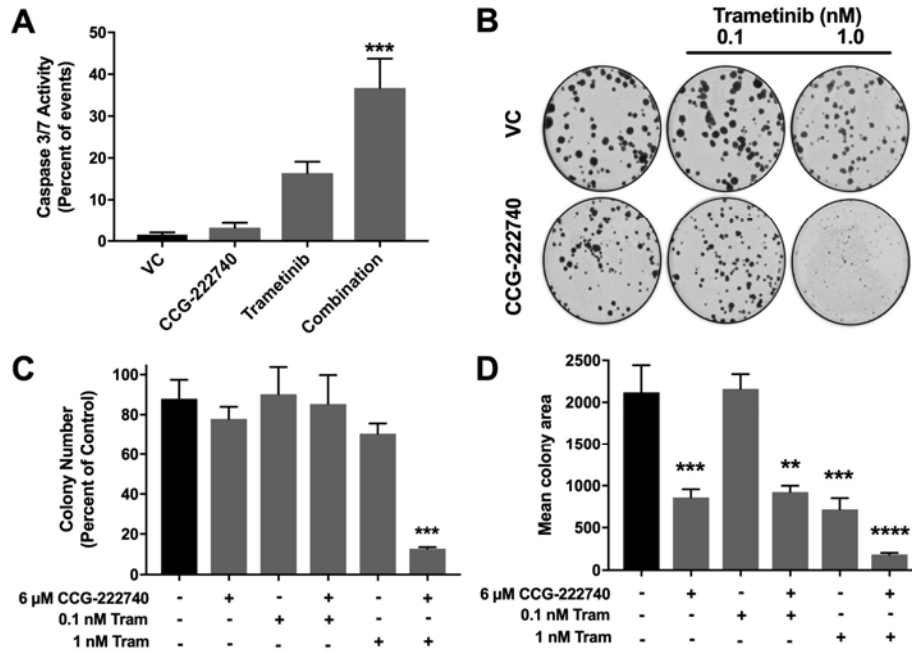 A
Caspase 3/7 Activity
(Percent of events)
50
40
30
20
10
0
***
VC
CCG-222740
Trametinib
Combination
B
Trametinib (nM)
0.1 1.0
VC
CCG-222740
C
Colony Number
(Percent of Control)
100
80
60
40
20
0
***
6 µM CCG-222740 - + - + - +
0.1 nM Tram - - + + - -
1 nM Tram - - - - + +
D
Mean colony area
2500
2000
1500
1000
500
0
*** ** *** ****
6 µM CCG-222740 - + - + - +
0.1 nM Tram - - + + - -
1 nM Tram - - - - + +